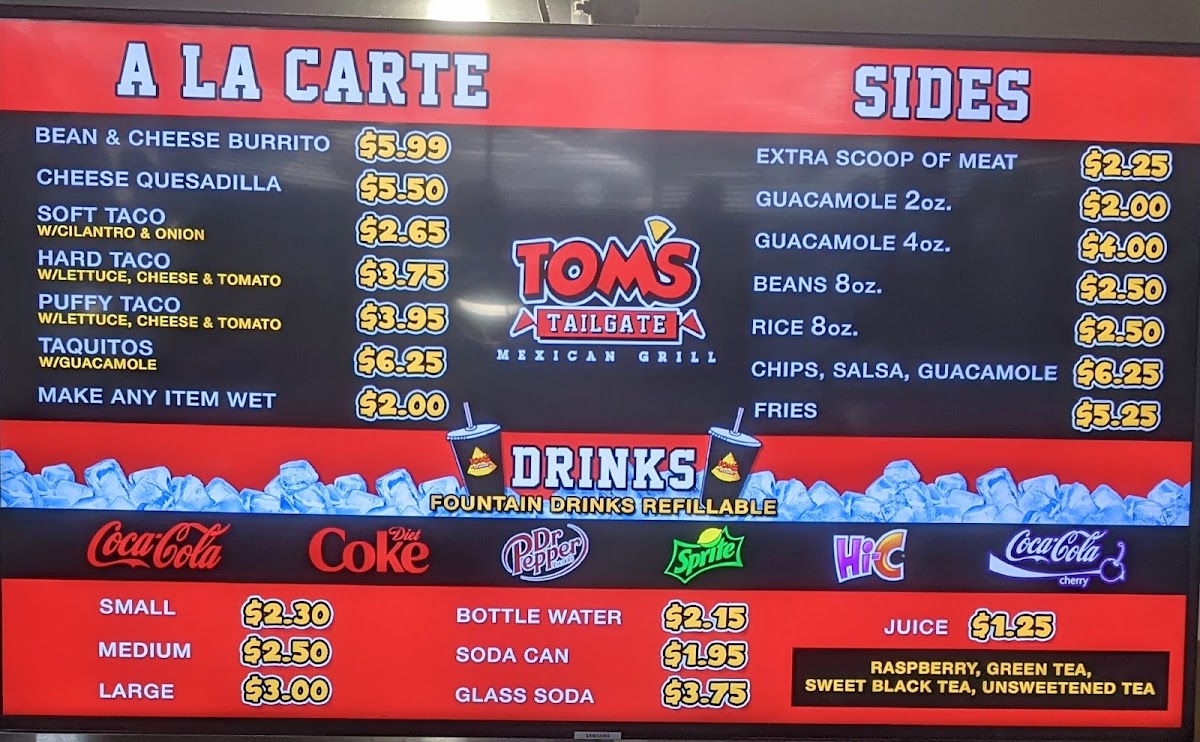 A LA CARTE
BEAN & CHEESE BURRITO $5.99
CHEESE QUESADILLA $5.50
SOFT TACO $2.65
W/CILANTRO & ONION
HARD TACO $3.75
W/LETTUCE, CHEESE & TOMATO
PUFFY TACO $3.95
W/LETTUCE, CHEESE & TOMATO
TAQUITOS $6.25
W/GUACAMOLE
MAKE ANY ITEM WET $2.00
TOM'S
TAILGATE
MEXICAN GRILL
SIDES
EXTRA SCOOP OF MEAT $2.25
GUACAMOLE 2oz. $2.00
GUACAMOLE 4oz. $4.00
BEANS 8oz. $2.50
RICE 8oz. $2.50
CHIPS, SALSA, GUACAMOLE $6.25
FRIES $5.25
DRINKS
FOUNTAIN DRINKS REFILLABLE
Coca-Cola
Diet Coke
Dr Pepper
Sprite
Hi-C
Coca-Cola cherry
SMALL $2.30
MEDIUM $2.50
LARGE $3.00
BOTTLE WATER $2.15
SODA CAN $1.95
GLASS SODA $3.75
JUICE $1.25
RASPBERRY, GREEN TEA,
SWEET BLACK TEA, UNSWEETENED TEA
SAMSUNG